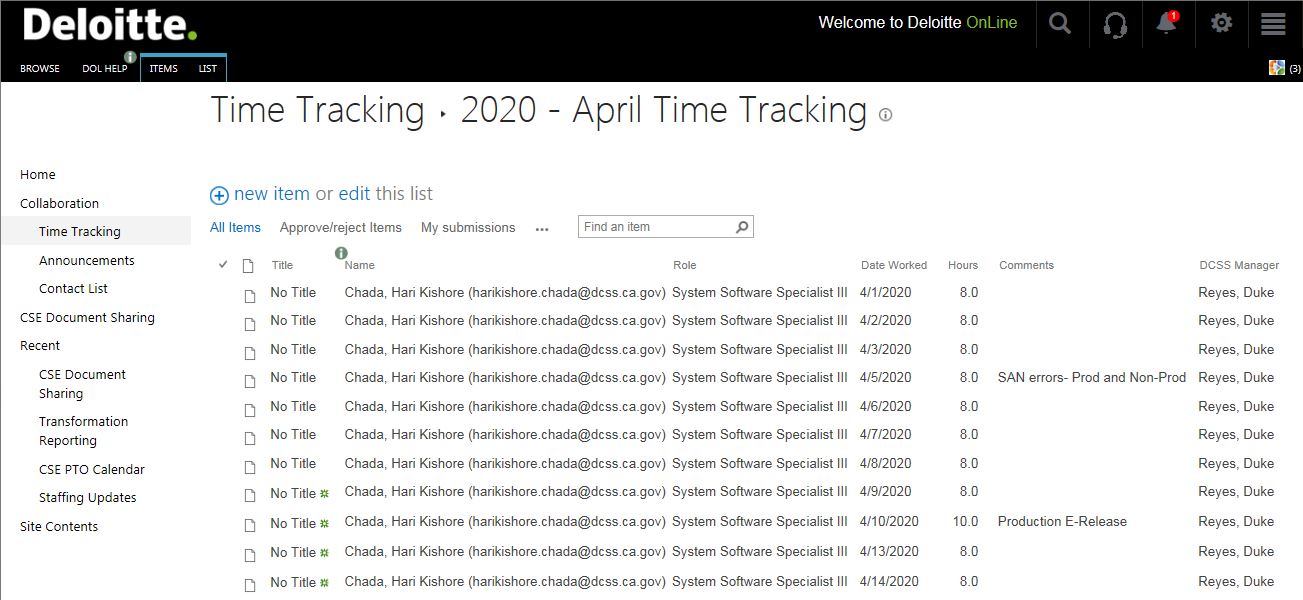 Deloitte.
Welcome to Deloitte OnLine
1
BROWSE DOL HELP ITEMS LIST
(3)
Time Tracking ▸ 2020 - April Time Tracking
Home
Collaboration
Time Tracking
Announcements
Contact List
CSE Document Sharing
Recent
CSE Document
Sharing
Transformation
Reporting
CSE PTO Calendar
Staffing Updates
Site Contents
new item or edit this list
All Items Approve/reject Items My submissions ... Find an item
Title Name Role Date Worked Hours Comments DCSS Manager
No Title Chada, Hari Kishore (harikishore.chada@dcss.ca.gov) System Software Specialist III 4/1/2020 8.0 Reyes, Duke
No Title Chada, Hari Kishore (harikishore.chada@dcss.ca.gov) System Software Specialist III 4/2/2020 8.0 Reyes, Duke
No Title Chada, Hari Kishore (harikishore.chada@dcss.ca.gov) System Software Specialist III 4/3/2020 8.0 Reyes, Duke
No Title Chada, Hari Kishore (harikishore.chada@dcss.ca.gov) System Software Specialist III 4/5/2020 8.0 SAN errors- Prod and Non-Prod Reyes, Duke
No Title Chada, Hari Kishore (harikishore.chada@dcss.ca.gov) System Software Specialist III 4/6/2020 8.0 Reyes, Duke
No Title Chada, Hari Kishore (harikishore.chada@dcss.ca.gov) System Software Specialist III 4/7/2020 8.0 Reyes, Duke
No Title Chada, Hari Kishore (harikishore.chada@dcss.ca.gov) System Software Specialist III 4/8/2020 8.0 Reyes, Duke
No Title Chada, Hari Kishore (harikishore.chada@dcss.ca.gov) System Software Specialist III 4/9/2020 8.0 Reyes, Duke
No Title Chada, Hari Kishore (harikishore.chada@dcss.ca.gov) System Software Specialist III 4/10/2020 10.0 Production E-Release Reyes, Duke
No Title Chada, Hari Kishore (harikishore.chada@dcss.ca.gov) System Software Specialist III 4/13/2020 8.0 Reyes, Duke
No Title Chada, Hari Kishore (harikishore.chada@dcss.ca.gov) System Software Specialist III 4/14/2020 8.0 Reyes, Duke